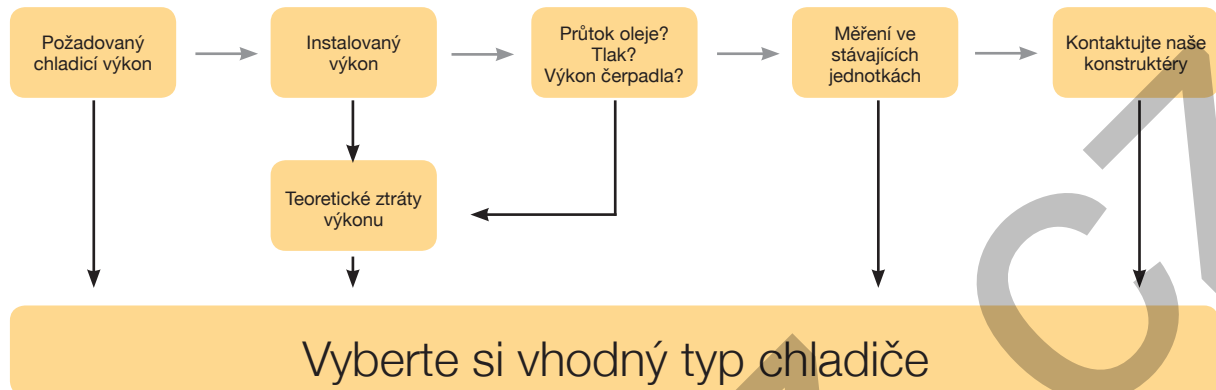 Požadovaný
chladicí výkon
Instalovaný
výkon
Průtok oleje?
Tlak?
Výkon čerpadla?
Měření ve
stávajících
jednotkách
Kontaktujte naše
konstruktéry
Teoretické ztráty
výkonu
Vyberte si vhodný typ chladiče